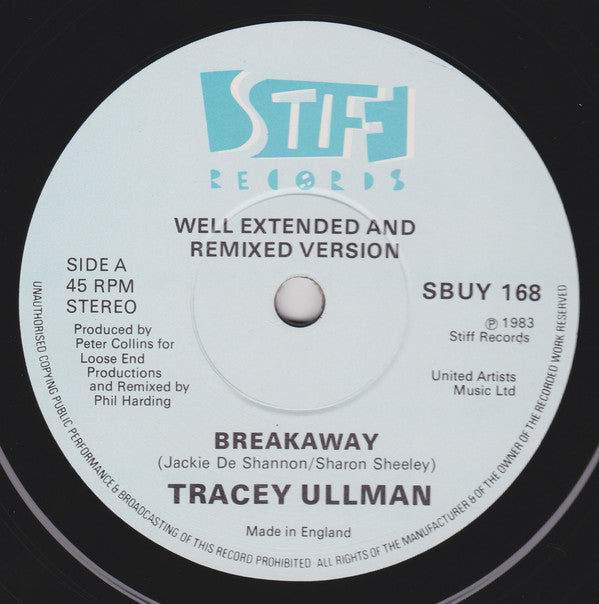 STIFF
RECORDS
WELL EXTENDED AND
REMIXED VERSION
SIDE A
45 RPM
STEREO
Produced by
Peter Collins for
Loose End
Productions
and Remixed by
Phil Harding
SBUY 168
℗ 1983
Stiff Records
United Artists
Music Ltd
BREAKAWAY
(Jackie De Shannon/Sharon Sheeley)
TRACEY ULLMAN
Made in England
UNAUTHORISED COPYING PUBLIC PERFORMANCE & BROADCASTING OF THIS RECORD PROHIBITED · ALL RIGHTS OF THE MANUFACTURER & OF THE OWNER OF THE RECORDED WORK RESERVED